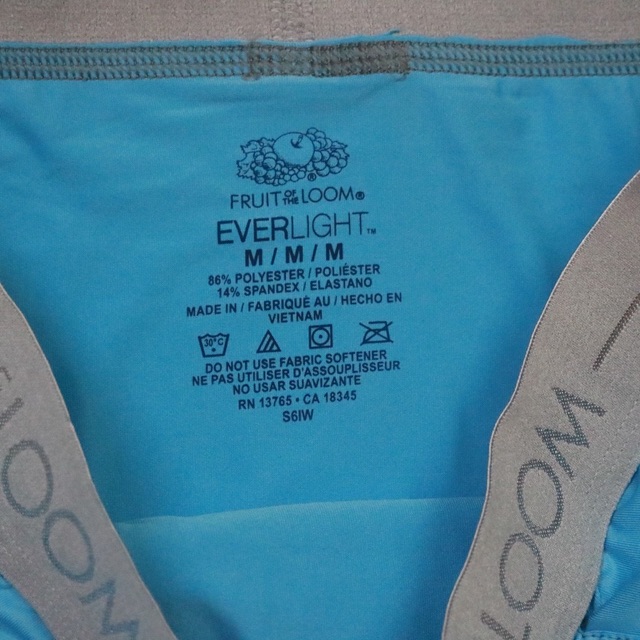 FRUIT OF THE LOOM®
EVERLIGHT™
M / M / M
86% POLYESTER / POLIÉSTER
14% SPANDEX / ELASTANO
MADE IN / FABRIQUÉ AU / HECHO EN
VIETNAM
30°C
DO NOT USE FABRIC SOFTENER
NE PAS UTILISER D'ASSOUPLISSEUR
NO USAR SUAVIZANTE
RN 13765 • CA 18345
S6IW
LOOM
LOOM